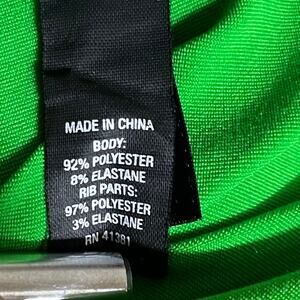 MADE IN CHINA
BODY:
92% POLYESTER
8% ELASTANE
RIB PARTS:
97% POLYESTER
3% ELASTANE
RN 41381